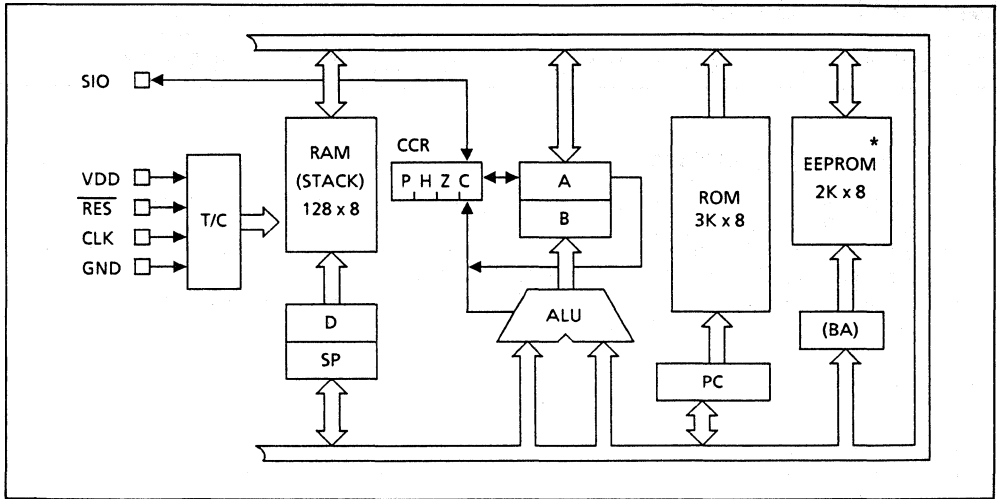 SIO
VDD
RES
CLK
GND
T/C
RAM
(STACK)
128 x 8
D
SP
CCR
P H Z C
A
B
ALU
ROM
3K x 8
PC
*
EEPROM
2K x 8
(BA)